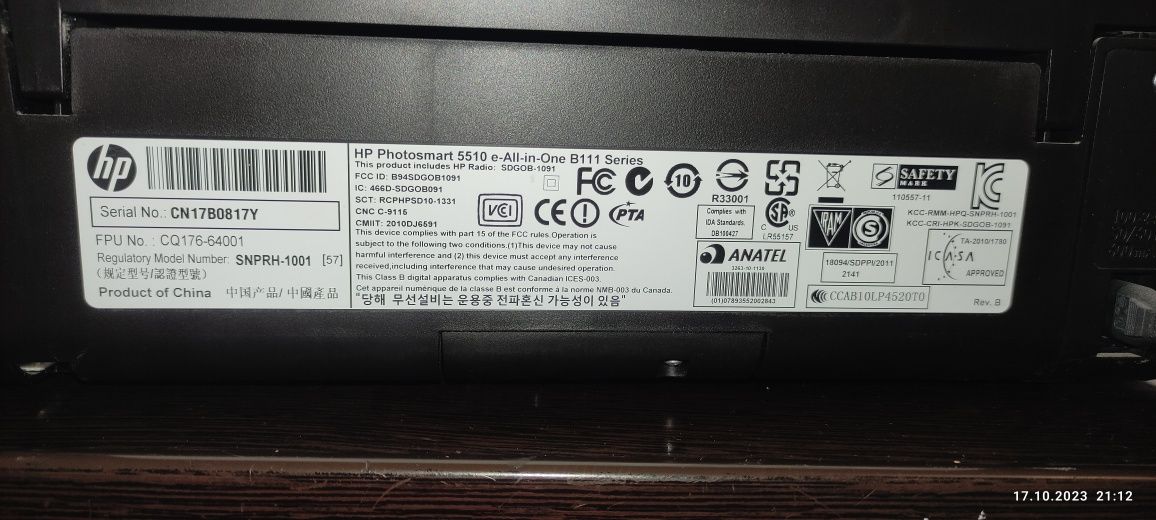 hp
Serial No.: CN17B0817Y
FPU No.: CQ176-64001
Regulatory Model Number: SNPRH-1001 [57]
(规定型号/認證型號)
Product of China 中国产品/ 中國產品
HP Photosmart 5510 e-All-in-One B111 Series
This product includes HP Radio: SDGOB-1091
FCC ID: B94SDGOB1091
IC: 466D-SDGOB091
SCT: RCPHPSD10-1331
CNC C-9115
CMIIT: 2010DJ6591
This device complies with part 15 of the FCC rules.Operation is
subject to the following two conditions.(1)This device may not cause
harmful interference and (2) this device must accept any interference
received,including interference that may cause undesired operation.
This Class B digital apparatus complies with Canadian ICES-003.
Cet appareil numérique de la classe B est conforme à la norme NMB-003 du Canada.
"당해 무선설비는 운용중 전파혼신 가능성이 있음"
VCI
CE
PTA
FC
10
R33001
Complies with
IDA Standards.
DB100427
SA
C US
LR55157
ANATEL
3263-10-1139
(01)07893552002843
S SAFETY
MARK
110557-11
KC
KCC-RMM-HPQ-SNPRH-1001
KCC-CRI-HPK-SDGOB-1091
S
18094/SDPPI/2011
2141
CCAB10LP4520T0
ICASA
TA-2010/1780
APPROVED
Rev. B
17.10.2023 21:12